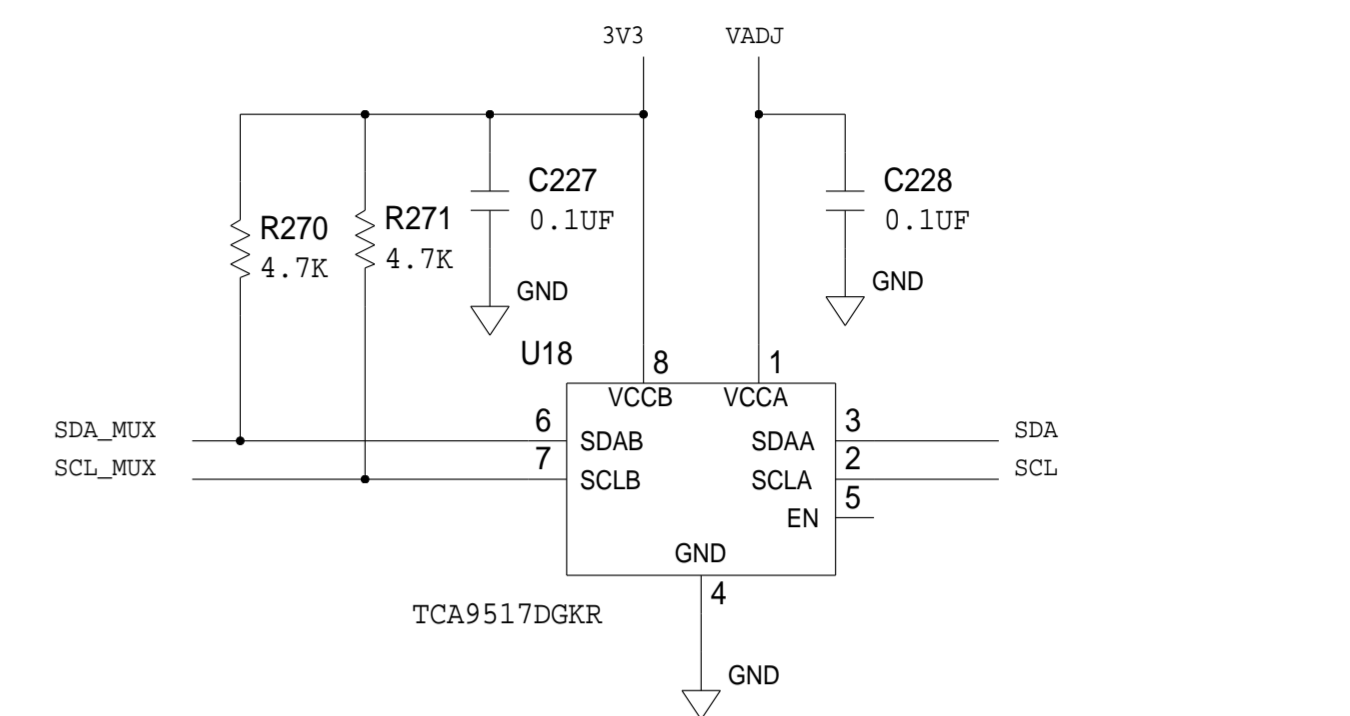 3V3 VADJ
R270
4.7K
R271
4.7K
C227
0.1UF
GND
C228
0.1UF
GND
U18
8 1
VCCB VCCA
SDA_MUX 6 SDAB SDAA 3 SDA
SCL_MUX 7 SCLB SCLA 2 SCL
EN 5
GND
4
TCA9517DGKR
GND